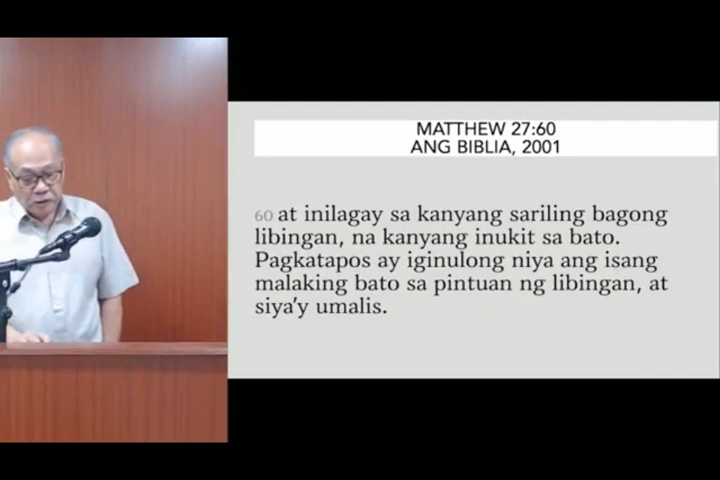 MATTHEW 27:60
ANG BIBLIA, 2001
60 at inilagay sa kanyang sariling bagong
libingan, na kanyang inukit sa bato.
Pagkatapos ay iginulong niya ang isang
malaking bato sa pintuan ng libingan, at
siya'y umalis.